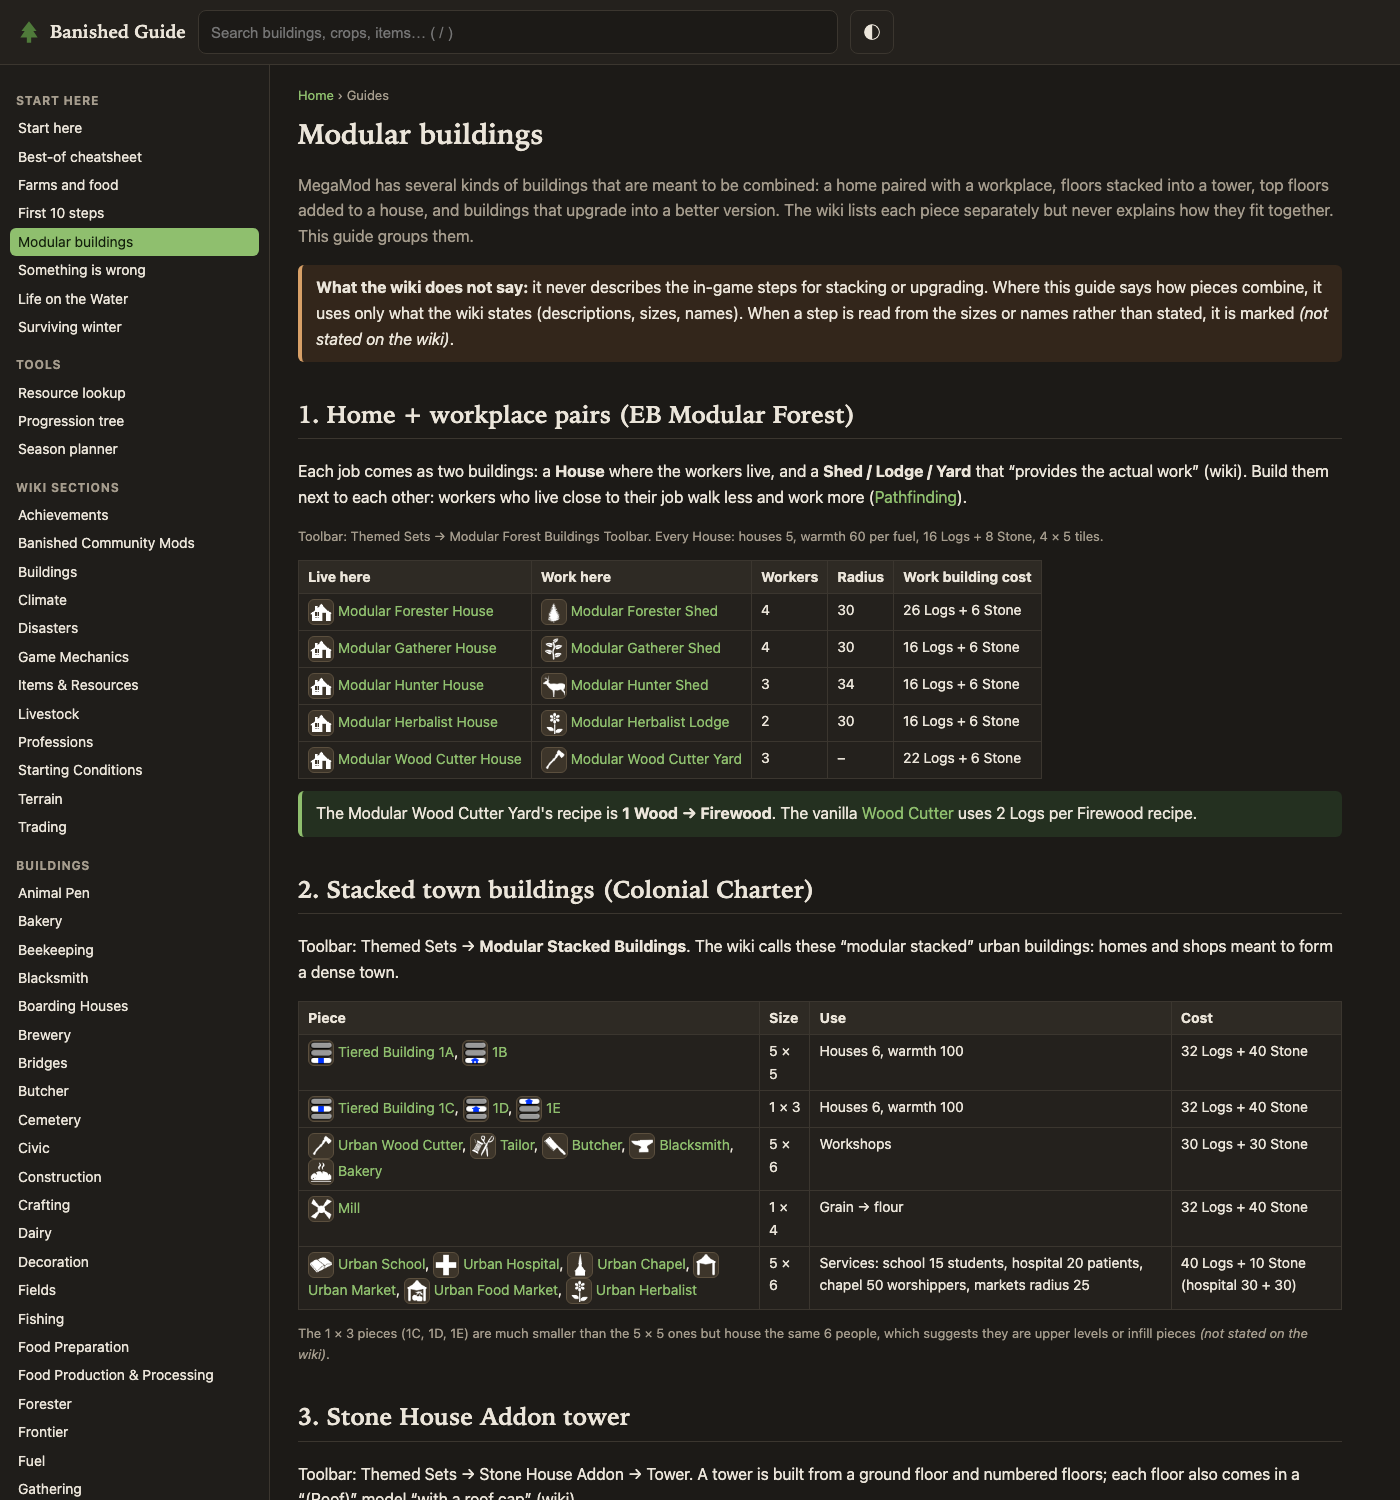 Banished Guide
Search buildings, crops, items… ( / )
START HERE
Start here
Best-of cheatsheet
Farms and food
First 10 steps
Modular buildings
Something is wrong
Life on the Water
Surviving winter
TOOLS
Resource lookup
Progression tree
Season planner
WIKI SECTIONS
Achievements
Banished Community Mods
Buildings
Climate
Disasters
Game Mechanics
Items & Resources
Livestock
Professions
Starting Conditions
Terrain
Trading
BUILDINGS
Animal Pen
Bakery
Beekeeping
Blacksmith
Boarding Houses
Brewery
Bridges
Butcher
Cemetery
Civic
Construction
Crafting
Dairy
Decoration
Fields
Fishing
Food Preparation
Food Production & Processing
Forester
Frontier
Fuel
Gathering
Home › Guides
Modular buildings
MegaMod has several kinds of buildings that are meant to be combined: a home paired with a workplace, floors stacked into a tower, top floors
added to a house, and buildings that upgrade into a better version. The wiki lists each piece separately but never explains how they fit together.
This guide groups them.
What the wiki does not say: it never describes the in-game steps for stacking or upgrading. Where this guide says how pieces combine, it
uses only what the wiki states (descriptions, sizes, names). When a step is read from the sizes or names rather than stated, it is marked (not
stated on the wiki).
1. Home + workplace pairs (EB Modular Forest)
Each job comes as two buildings: a House where the workers live, and a Shed / Lodge / Yard that “provides the actual work” (wiki). Build them
next to each other: workers who live close to their job walk less and work more (Pathfinding).
Toolbar: Themed Sets → Modular Forest Buildings Toolbar. Every House: houses 5, warmth 60 per fuel, 16 Logs + 8 Stone, 4 × 5 tiles.
Live here Work here Workers Radius Work building cost
Modular Forester House Modular Forester Shed 4 30 26 Logs + 6 Stone
Modular Gatherer House Modular Gatherer Shed 4 30 16 Logs + 6 Stone
Modular Hunter House Modular Hunter Shed 3 34 16 Logs + 6 Stone
Modular Herbalist House Modular Herbalist Lodge 2 30 16 Logs + 6 Stone
Modular Wood Cutter House Modular Wood Cutter Yard 3 – 22 Logs + 6 Stone
The Modular Wood Cutter Yard's recipe is 1 Wood → Firewood. The vanilla Wood Cutter uses 2 Logs per Firewood recipe.
2. Stacked town buildings (Colonial Charter)
Toolbar: Themed Sets → Modular Stacked Buildings. The wiki calls these “modular stacked” urban buildings: homes and shops meant to form
a dense town.
Piece Size Use Cost
Tiered Building 1A, 1B 5 × Houses 6, warmth 100 32 Logs + 40 Stone
5
Tiered Building 1C, 1D, 1E 1 × 3 Houses 6, warmth 100 32 Logs + 40 Stone
Urban Wood Cutter, Tailor, Butcher, Blacksmith, 5 × Workshops 30 Logs + 30 Stone
Bakery 6
Mill 1 × Grain → flour 32 Logs + 40 Stone
4
Urban School, Urban Hospital, Urban Chapel, 5 × Services: school 15 students, hospital 20 patients, 40 Logs + 10 Stone
Urban Market, Urban Food Market, Urban Herbalist 6 chapel 50 worshippers, markets radius 25 (hospital 30 + 30)
The 1 × 3 pieces (1C, 1D, 1E) are much smaller than the 5 × 5 ones but house the same 6 people, which suggests they are upper levels or infill pieces (not stated on the
wiki).
3. Stone House Addon tower
Toolbar: Themed Sets → Stone House Addon → Tower. A tower is built from a ground floor and numbered floors; each floor also comes in a
“(Roof)” model “with a roof cap” (wiki).